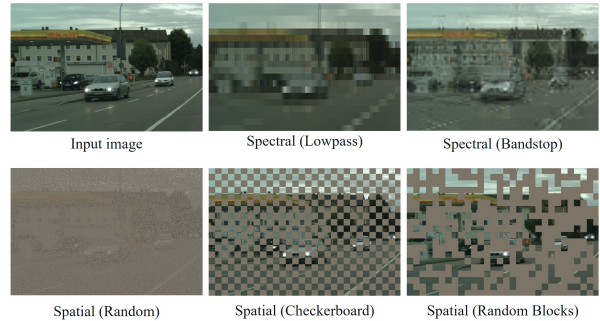 Input image
Spectral (Lowpass)
Spectral (Bandstop)
Spatial (Random)
Spatial (Checkerboard)
Spatial (Random Blocks)